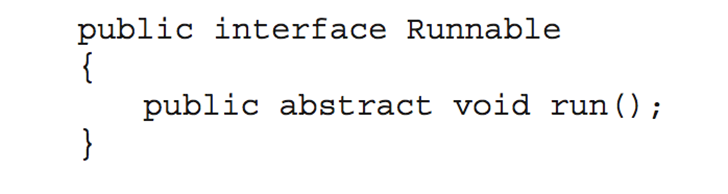 public interface Runnable
{
public abstract void run();
}